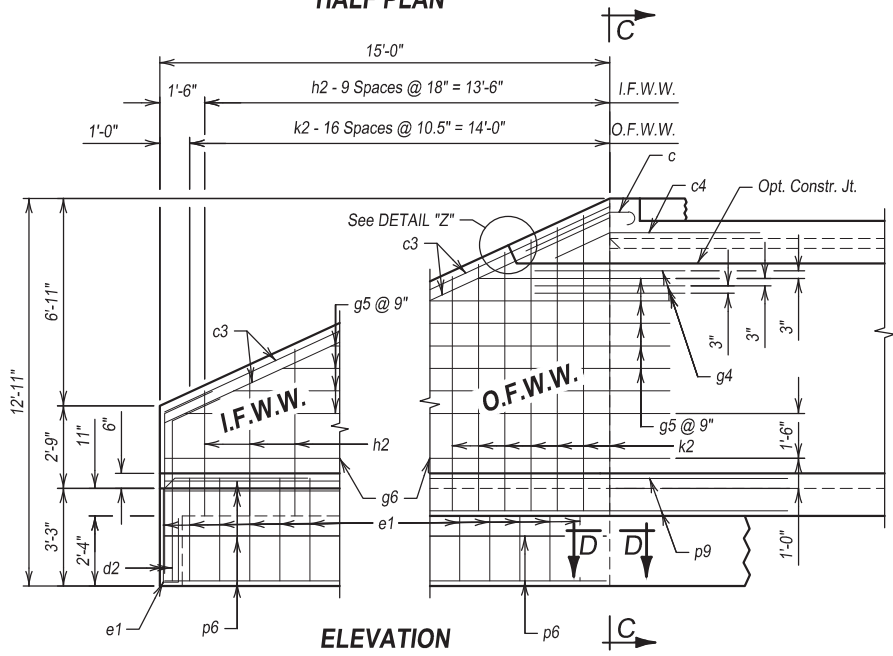 HALF PLAN
C
15'-0"
1'-6"
h2 - 9 Spaces @ 18" = 13'-6"
I.F.W.W.
1'-0"
k2 - 16 Spaces @ 10.5" = 14'-0"
O.F.W.W.
c
c4
Opt. Constr. Jt.
See DETAIL "Z"
c3
g5 @ 9"
6'-11"
c3
3"
3"
3"
g4
12'-11"
I.F.W.W.
O.F.W.W.
g5 @ 9"
2'-9"
11"
6"
h2
k2
1'-6"
g6
3'-3"
2'-4"
e1
D
D
p9
1'-0"
d2
e1
p6
ELEVATION
p6
C